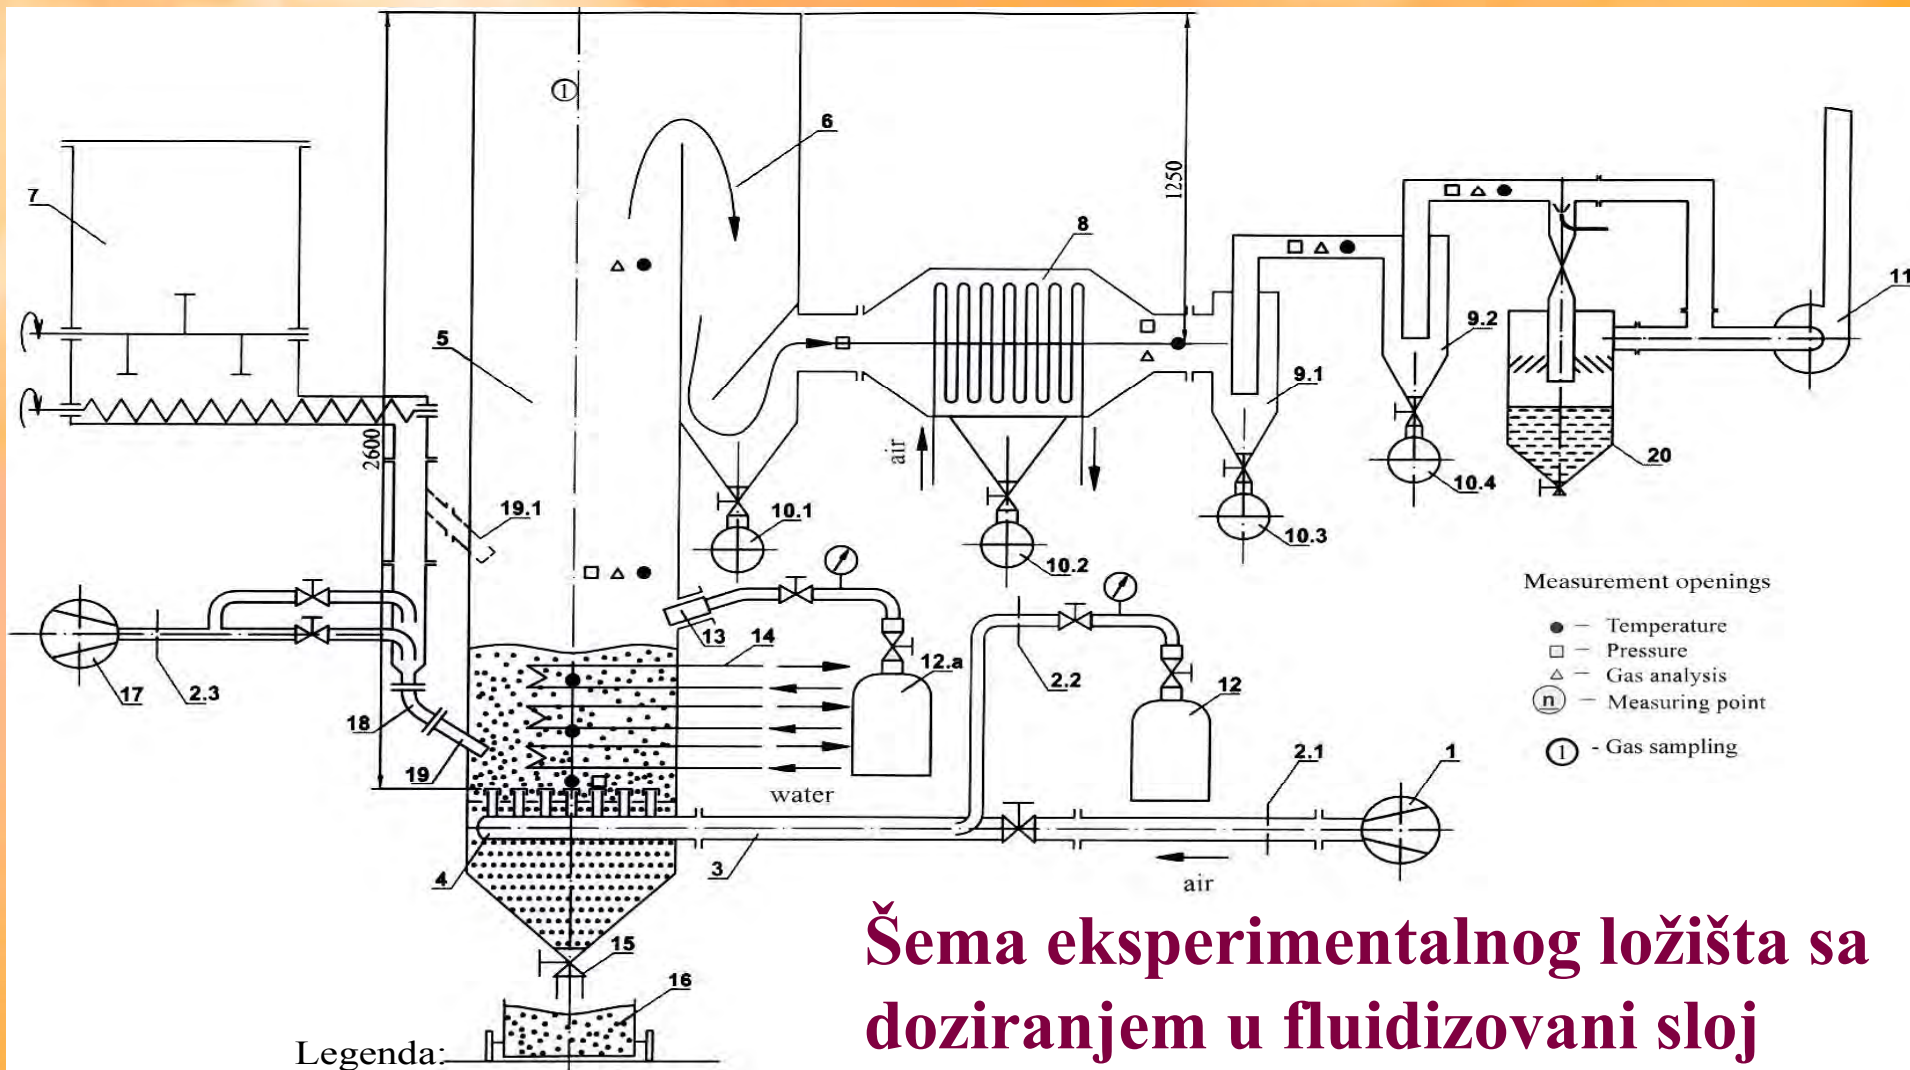 1
6
1250
7
8
11
5
9.2
9.1
2600
air
20
10.4
19.1
10.1
10.3
10.2
Measurement openings
● – Temperature
□ – Pressure
△ – Gas analysis
n – Measuring point
1 - Gas sampling
13
14
12.a
2.2
12
17
2.3
18
19
water
2.1
1
4
3
air
15
16
Legenda:
Šema eksperimentalnog ložišta sa
doziranjem u fluidizovani sloj